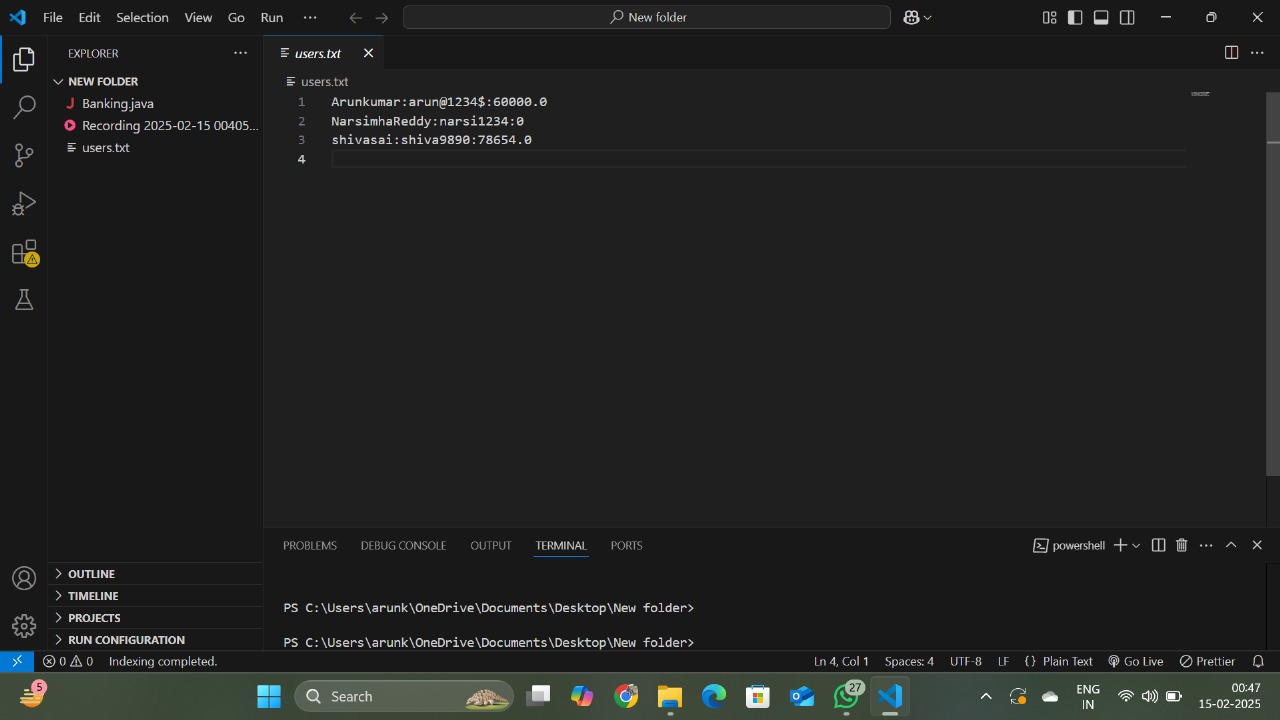 File Edit Selection View Go Run ··· New folder
EXPLORER ···
users.txt
NEW FOLDER
users.txt
Banking.java
Recording 2025-02-15 00405...
users.txt
1 Arunkumar:arun@1234$:60000.0
2 NarsimhaReddy:narsi1234:0
3 shivasai:shiva9890:78654.0
4
PROBLEMS DEBUG CONSOLE OUTPUT TERMINAL PORTS
powershell
OUTLINE
TIMELINE
PROJECTS
RUN CONFIGURATION
PS C:\Users\arunk\OneDrive\Documents\Desktop\New folder>
PS C:\Users\arunk\OneDrive\Documents\Desktop\New folder>
0 0 Indexing completed.
Ln 4, Col 1 Spaces: 4 UTF-8 LF {} Plain Text Go Live Prettier
5
Search
27
ENG
IN
00:47
15-02-2025